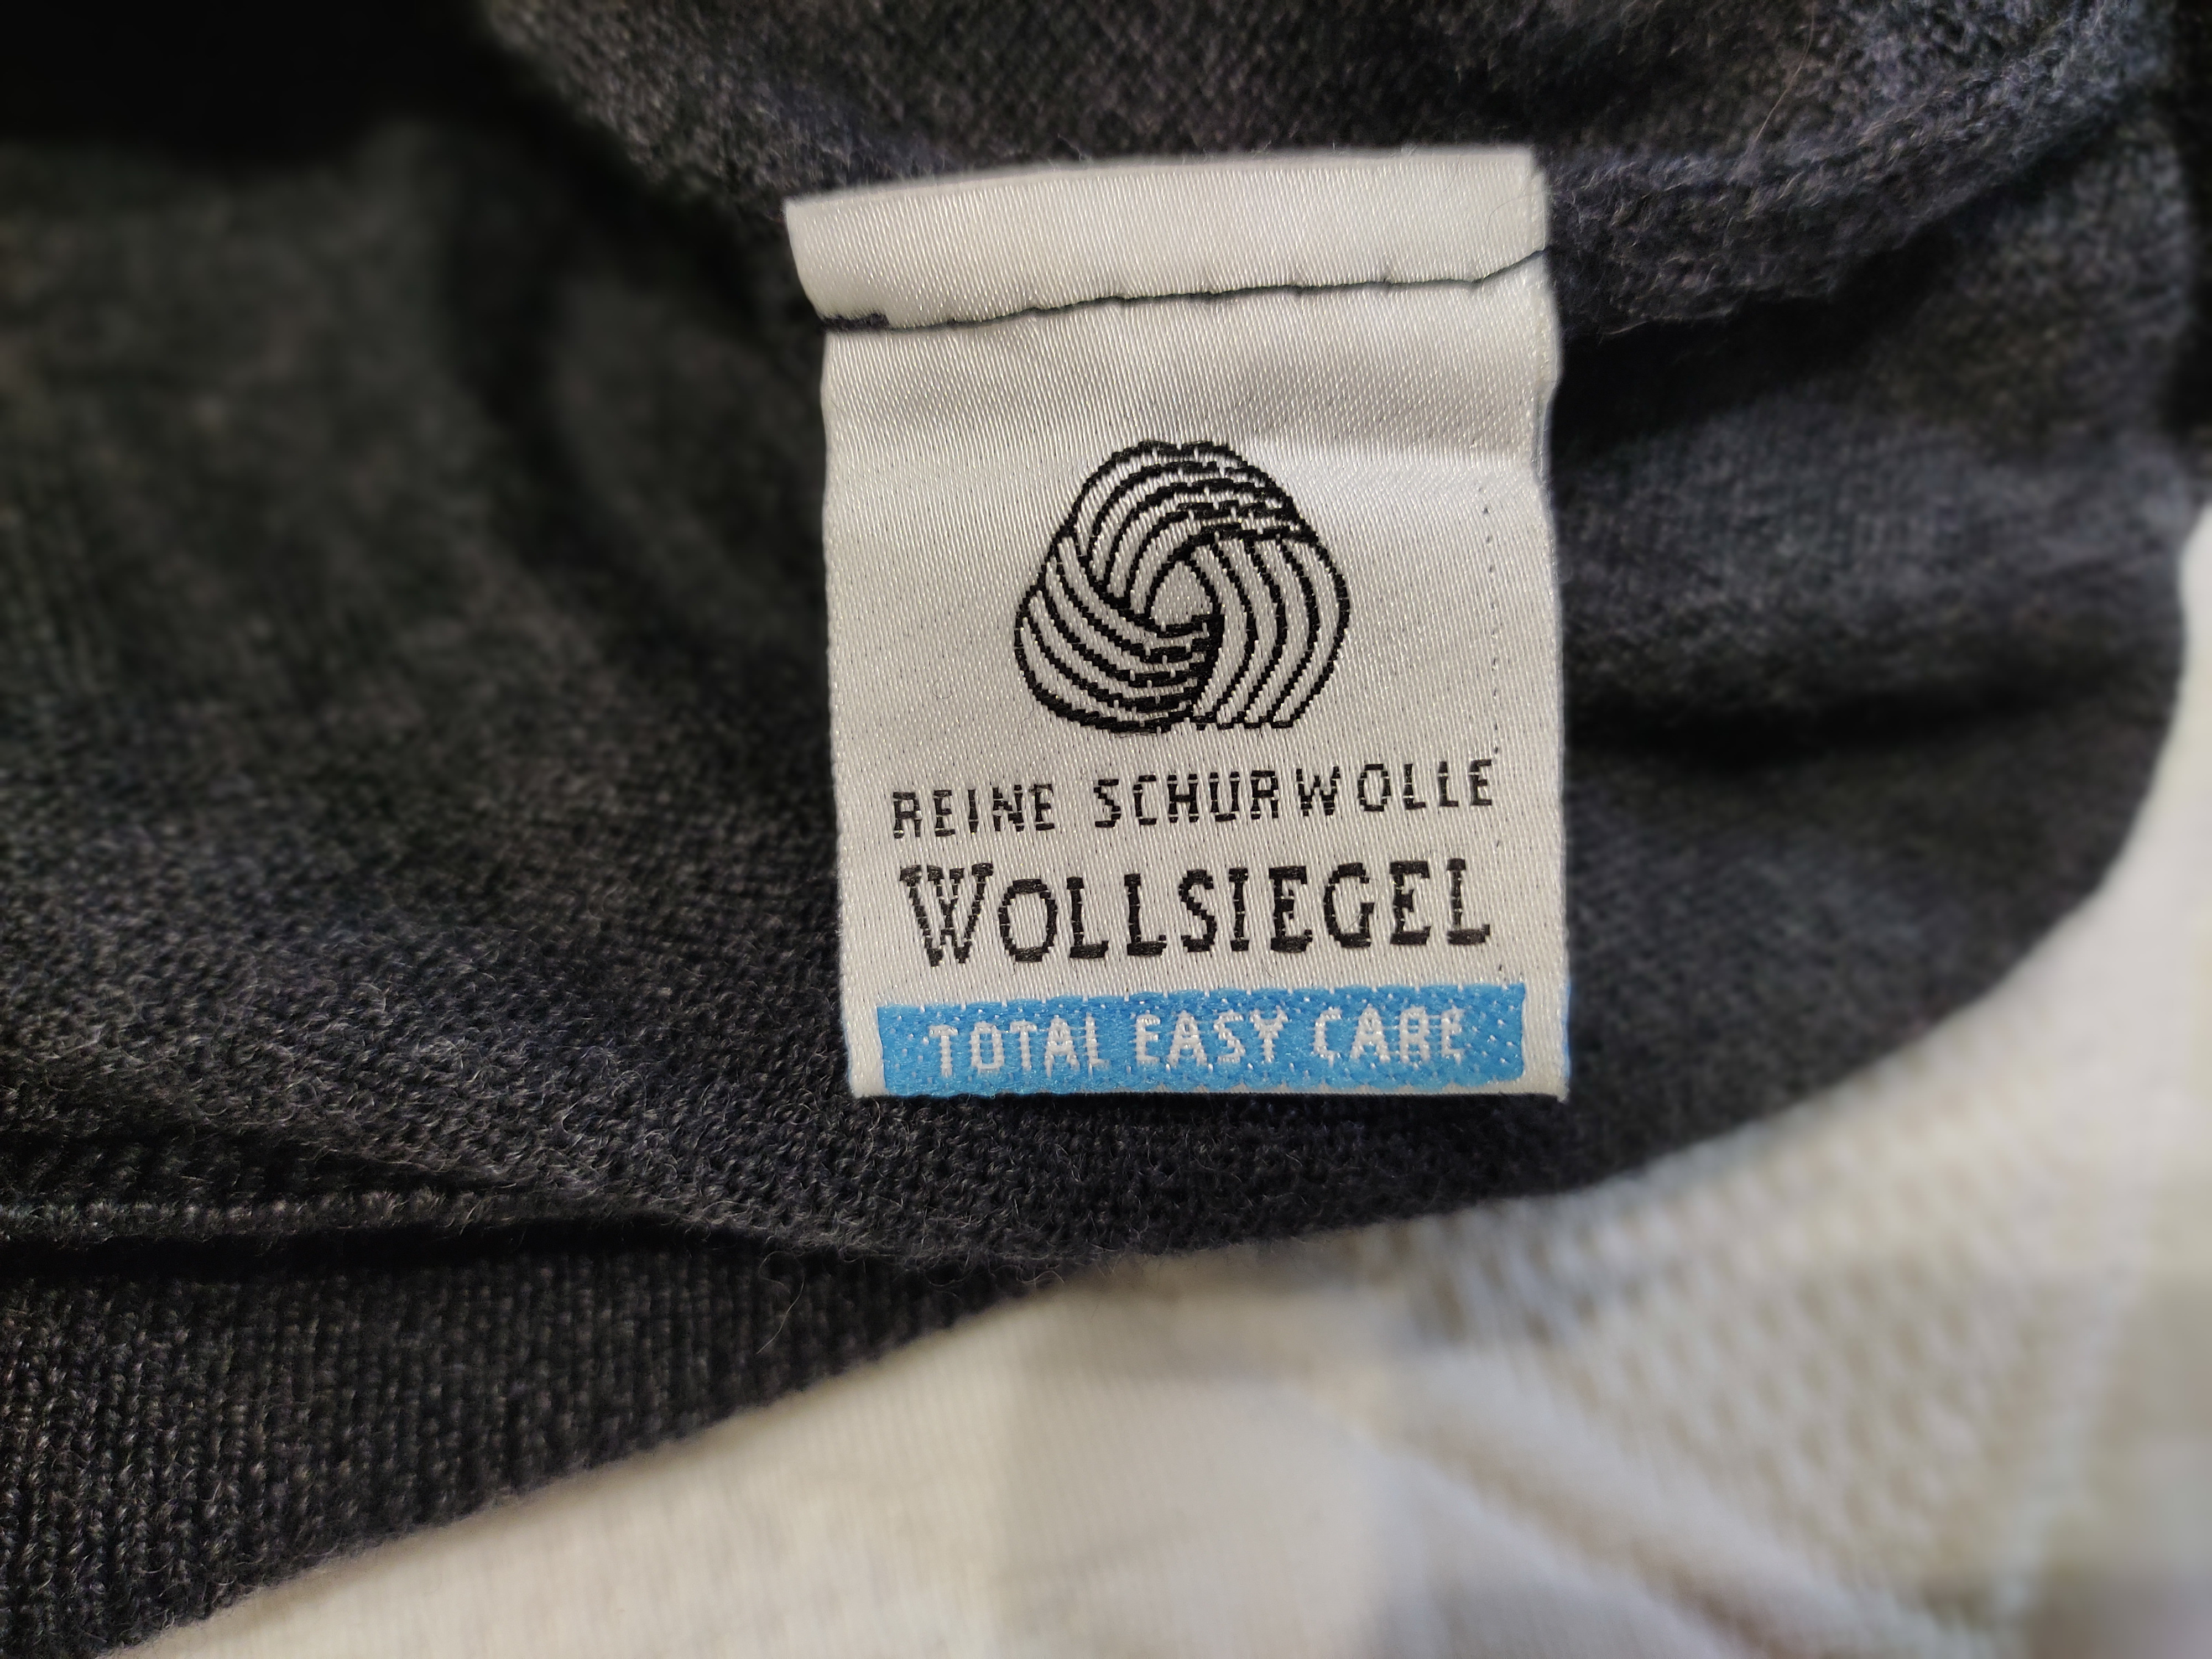 REINE SCHURWOLLE
WOLLSIEGEL
TOTAL EASY CARE